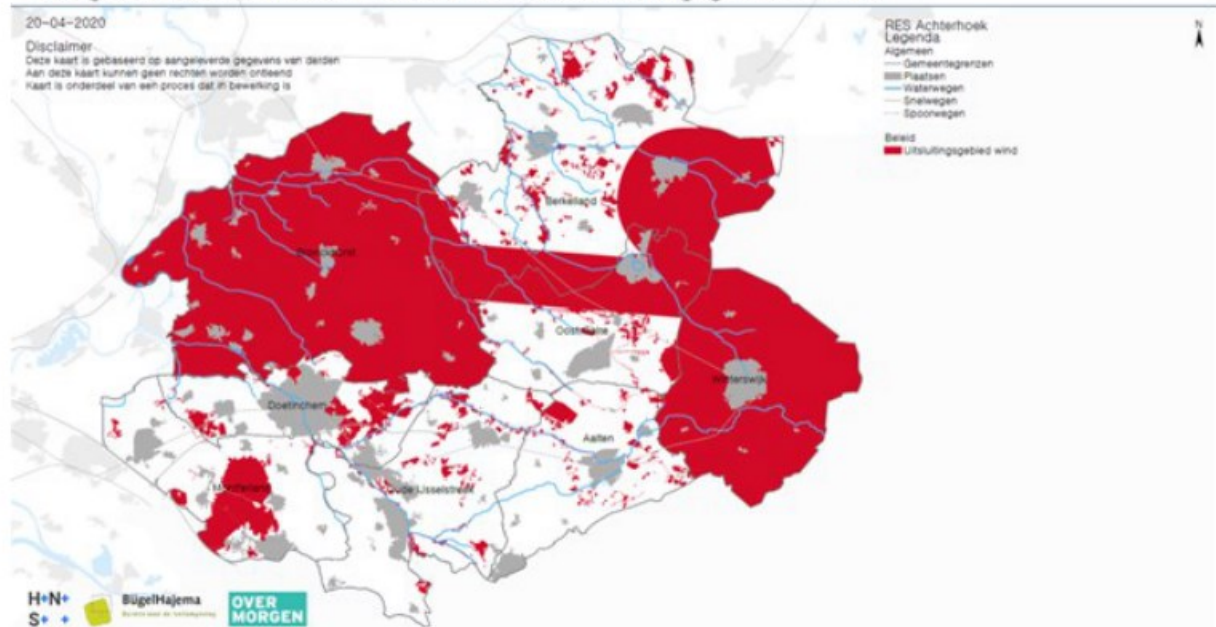 20-04-2020
Disclaimer
Deze kaart is gebaseerd op aangeleverde gegevens van derden
Aan deze kaart kunnen geen rechten worden ontleend
Kaart is onderdeel van een proces dat in bewerking is
RES Achterhoek
Legenda
Algemeen
Gemeentegrenzen
Plaatsen
Waterwegen
Snelwegen
Spoorwegen
Beleid
Uitsluitingsgebied wind
N
Berkelland
Bronckhorst
Oost Gelre
Winterswijk
Doetinchem
Aalten
Montferland
Oude IJsselstreek
H+N+
S+ +
BügelHajema
OVER
MORGEN